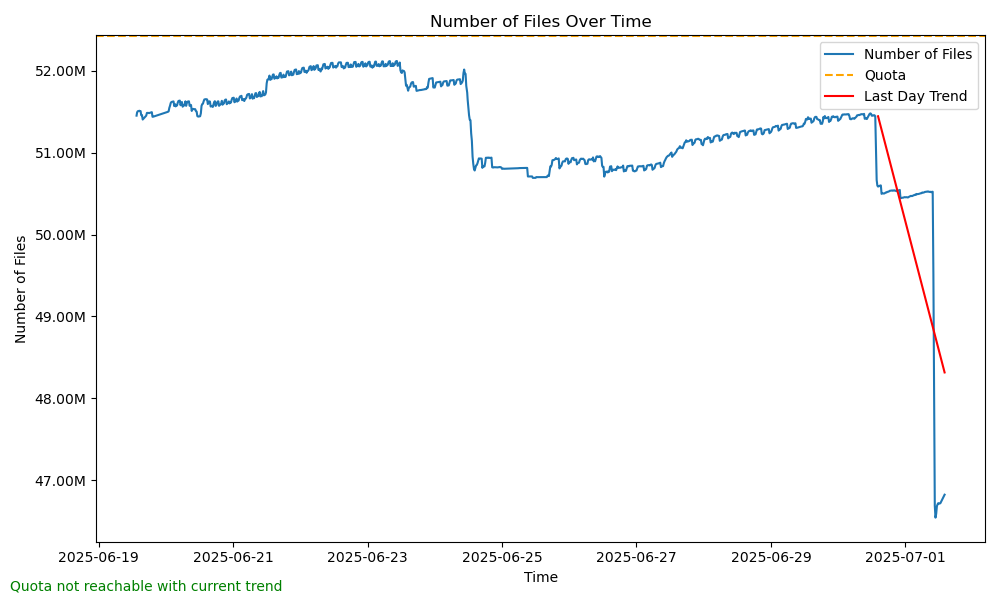 Number of Files Over Time
Number of Files
Quota
Last Day Trend
52.00M
51.00M
50.00M
49.00M
48.00M
47.00M
Number of Files
2025-06-19
2025-06-21
2025-06-23
2025-06-25
2025-06-27
2025-06-29
2025-07-01
Time
Quota not reachable with current trend